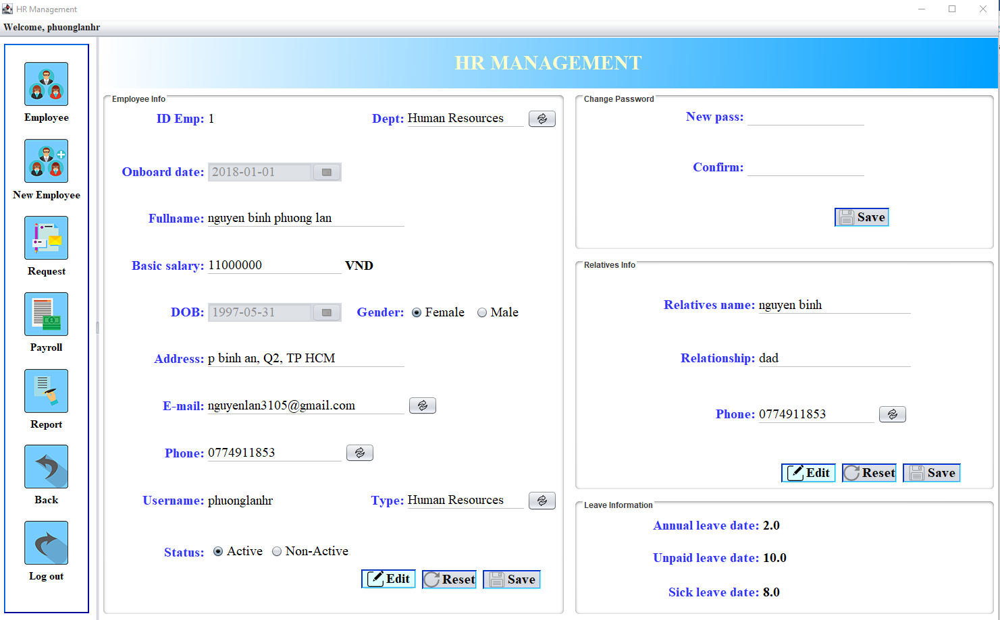 HR Management
Welcome, phuonglanhr
Employee
New Employee
Request
Payroll
Report
Back
Log out
HR MANAGEMENT
Employee Info
ID Emp: 1 Dept: Human Resources
Onboard date: 2018-01-01
Fullname: nguyen binh phuong lan
Basic salary: 11000000 VND
DOB: 1997-05-31 Gender: Female Male
Address: p binh an, Q2, TP HCM
E-mail: nguyenlan3105@gmail.com
Phone: 0774911853
Username: phuonglanhr Type: Human Resources
Status: Active Non-Active
Edit Reset Save
Change Password
New pass:
Confirm:
Save
Relatives Info
Relatives name: nguyen binh
Relationship: dad
Phone: 0774911853
Edit Reset Save
Leave Information
Annual leave date: 2.0
Unpaid leave date: 10.0
Sick leave date: 8.0